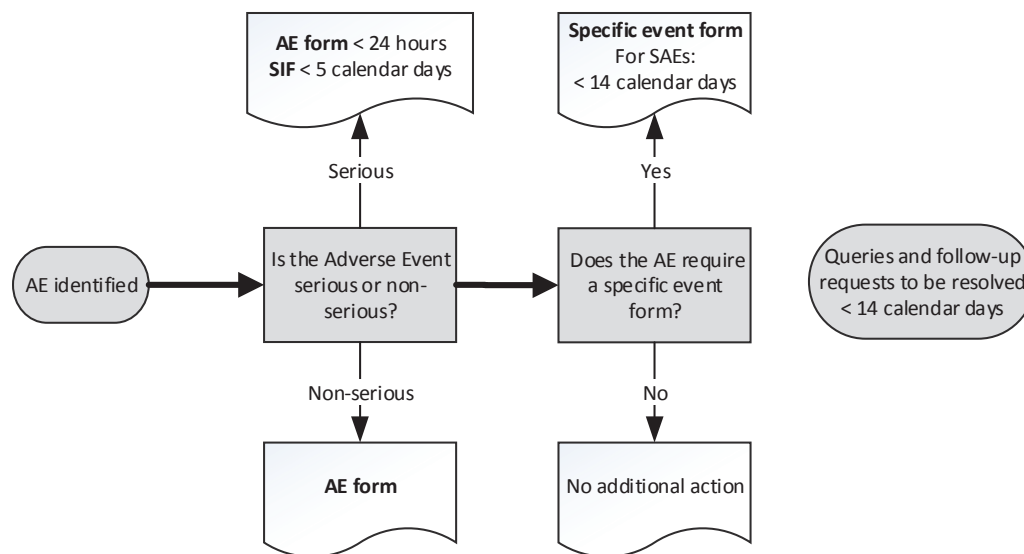 AE form < 24 hours
SIF < 5 calendar days
Specific event form
For SAEs:
< 14 calendar days
Serious
Yes
AE identified
Is the Adverse Event
serious or non-
serious?
Does the AE require
a specific event
form?
Queries and follow-up
requests to be resolved
< 14 calendar days
Non-serious
No
AE form
No additional action